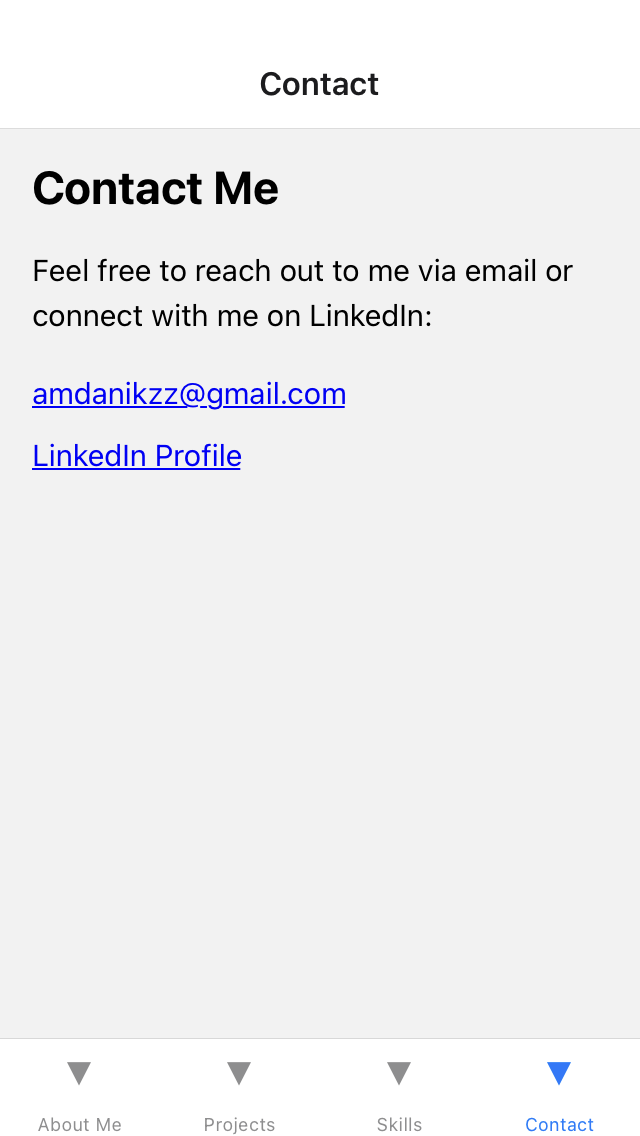 Contact
Contact Me
Feel free to reach out to me via email or
connect with me on LinkedIn:
amdanikzz@gmail.com
LinkedIn Profile
About Me
Projects
Skills
Contact